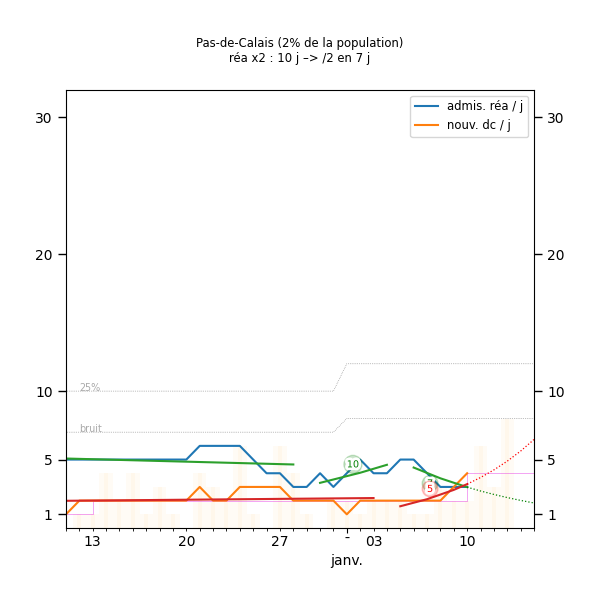 Pas-de-Calais (2% de la population)
réa x2 : 10 j –> /2 en 7 j
admis. réa / j
nouv. dc / j
30 30
20 20
25%
10 10
bruit
5 5
10
5
1 1
13 20 27 03 10
janv.